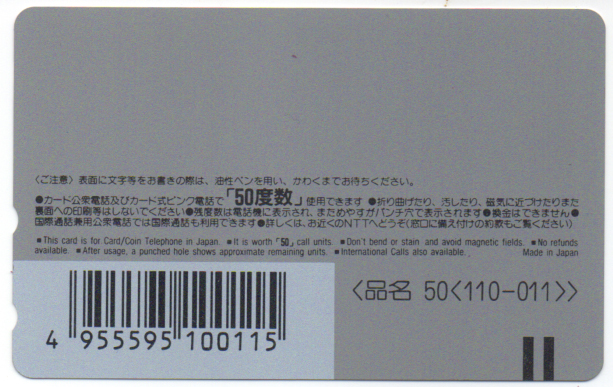 〈ご注意〉表面に文字等をお書きの際は、油性ペンを用い、かわくまでお待ちください。
●カード公衆電話及びカード式ピンク電話で「50度数」使用できます ●折り曲げたり、汚したり、磁気に近づけたりまた
裏面への印刷等はしないでください●残度数は電話機に表示され、まためやすがパンチ穴で表示されます●換金はできません●
国際通話兼用公衆電話では国際通話も利用できます●詳しくは、お近くのNTTへどうぞ(窓口に備え付けの約款もご覧ください)
■This card is for Card/Coin Telephone in Japan. ■It is worth「50」call units. ■Don't bend or stain and avoid magnetic fields. ■No refunds
available. ■After usage, a punched hole shows approximate remaining units. ■International Calls also available. Made in Japan
〈品名 50〈110-011〉〉
4 955595 100115